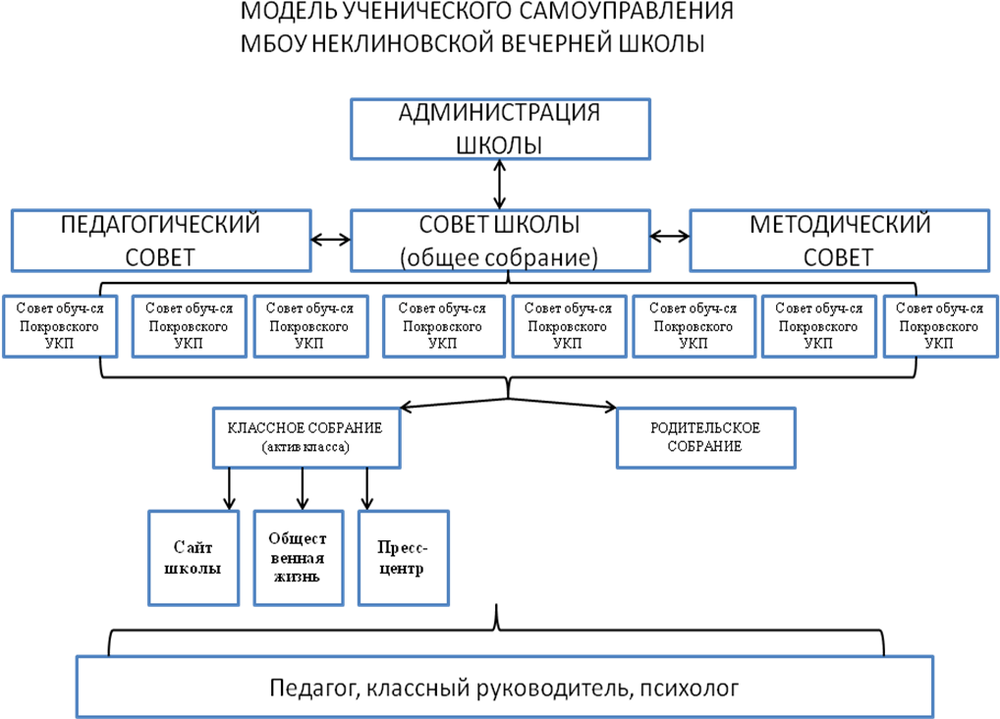 МОДЕЛЬ УЧЕНИЧЕСКОГО САМОУПРАВЛЕНИЯ
МБОУ НЕКЛИНОВСКОЙ ВЕЧЕРНЕЙ ШКОЛЫ
АДМИНИСТРАЦИЯ
ШКОЛЫ
ПЕДАГОГИЧЕСКИЙ
СОВЕТ
СОВЕТ ШКОЛЫ
(общее собрание)
МЕТОДИЧЕСКИЙ
СОВЕТ
Совет обуч-ся
Покровского
УКП
Совет обуч-ся
Покровского
УКП
Совет обуч-ся
Покровского
УКП
Совет обуч-ся
Покровского
УКП
Совет обуч-ся
Покровского
УКП
Совет обуч-ся
Покровского
УКП
Совет обуч-ся
Покровского
УКП
Совет обуч-ся
Покровского
УКП
КЛАССНОЕ СОБРАНИЕ
(актив класса)
РОДИТЕЛЬСКОЕ
СОБРАНИЕ
Сайт
школы
Общест
венная
жизнь
Пресс-
центр
Педагог, классный руководитель, психолог